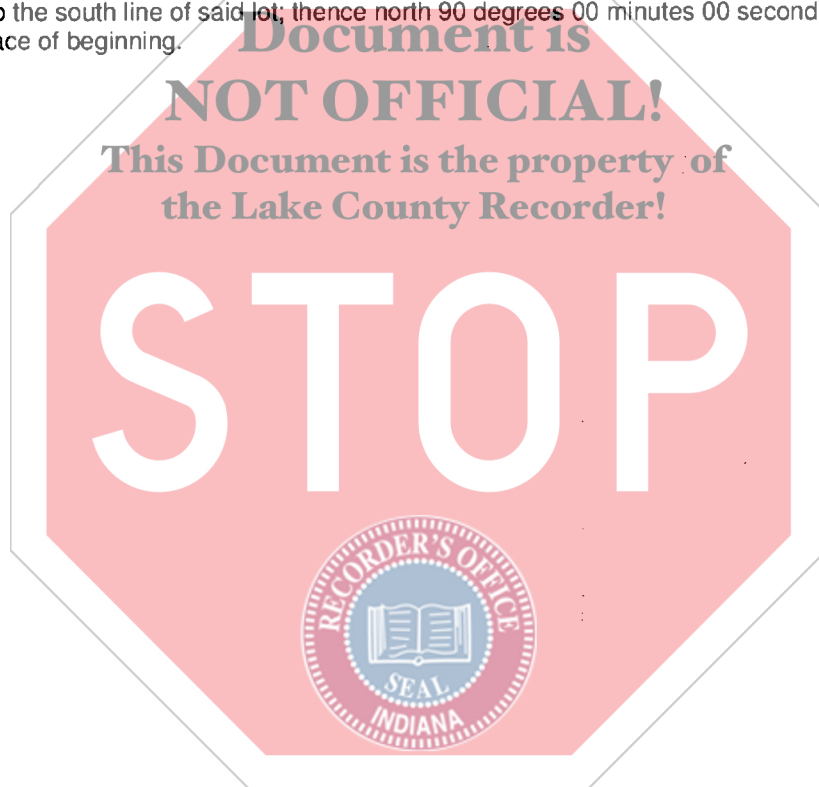 the south line of said lot; thence north 90 degrees 00 minutes 00 second
of beginning.
Document is
NOT OFFICIAL!
This Document is the property of
the Lake County Recorder!
STOP
RECORDER'S OFFICE
SEAL
INDIANA